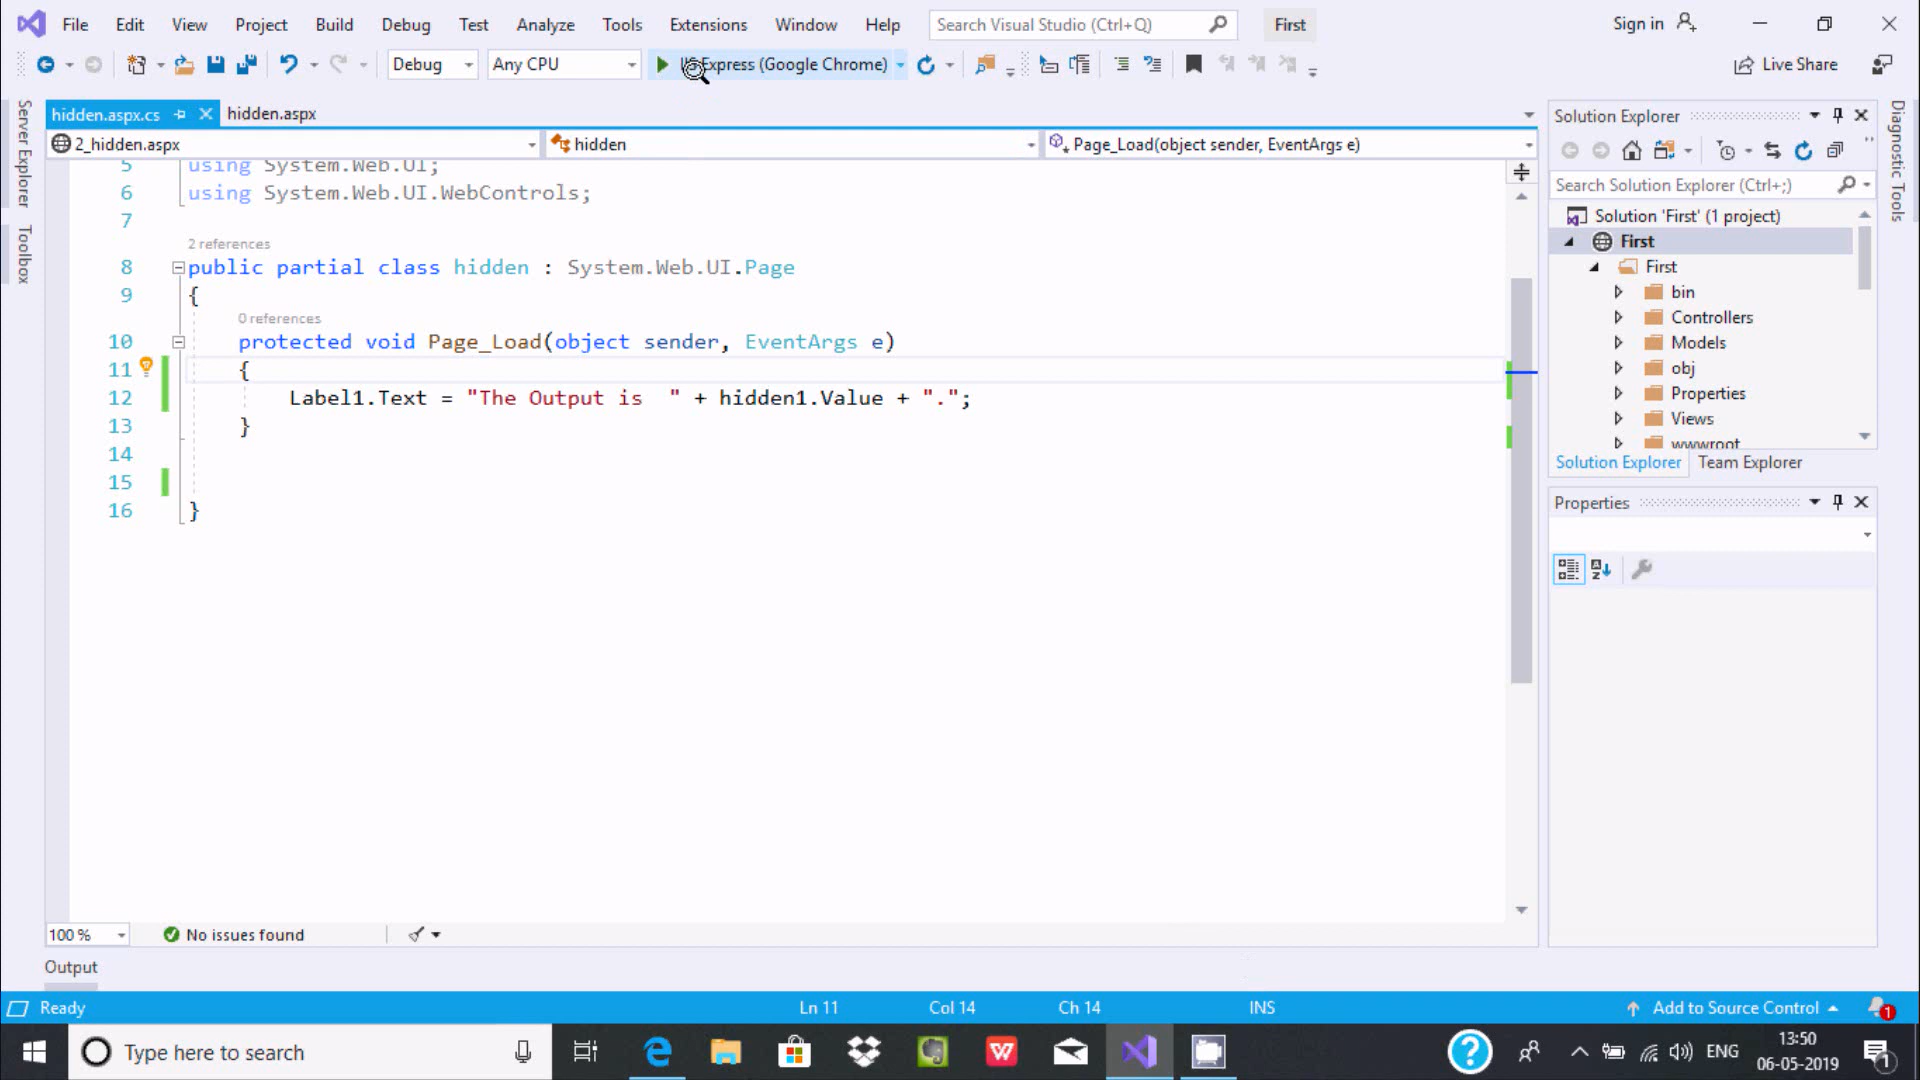 File Edit View Project Build Debug Test Analyze Tools Extensions Window Help Search Visual Studio (Ctrl+Q) First Sign in
Debug Any CPU Express (Google Chrome) Live Share
hidden.aspx.cs hidden.aspx
2_hidden.aspx hidden Page_Load(object sender, EventArgs e)
5 using System.Web.UI;
6 using System.Web.UI.WebControls;
7
2 references
8 public partial class hidden : System.Web.UI.Page
9 {
0 references
10 protected void Page_Load(object sender, EventArgs e)
11 {
12 Label1.Text = "The Output is  " + hidden1.Value + ".";
13 }
14
15
16 }
100 % No issues found
Output
Server Explorer
Toolbox
Solution Explorer
Search Solution Explorer (Ctrl+;)
Solution 'First' (1 project)
First
First
bin
Controllers
Models
obj
Properties
Views
wwwroot
Solution Explorer Team Explorer
Properties
Diagnostic Tools
Ready Ln 11 Col 14 Ch 14 INS Add to Source Control 1
Type here to search ENG 13:50
06-05-2019 1